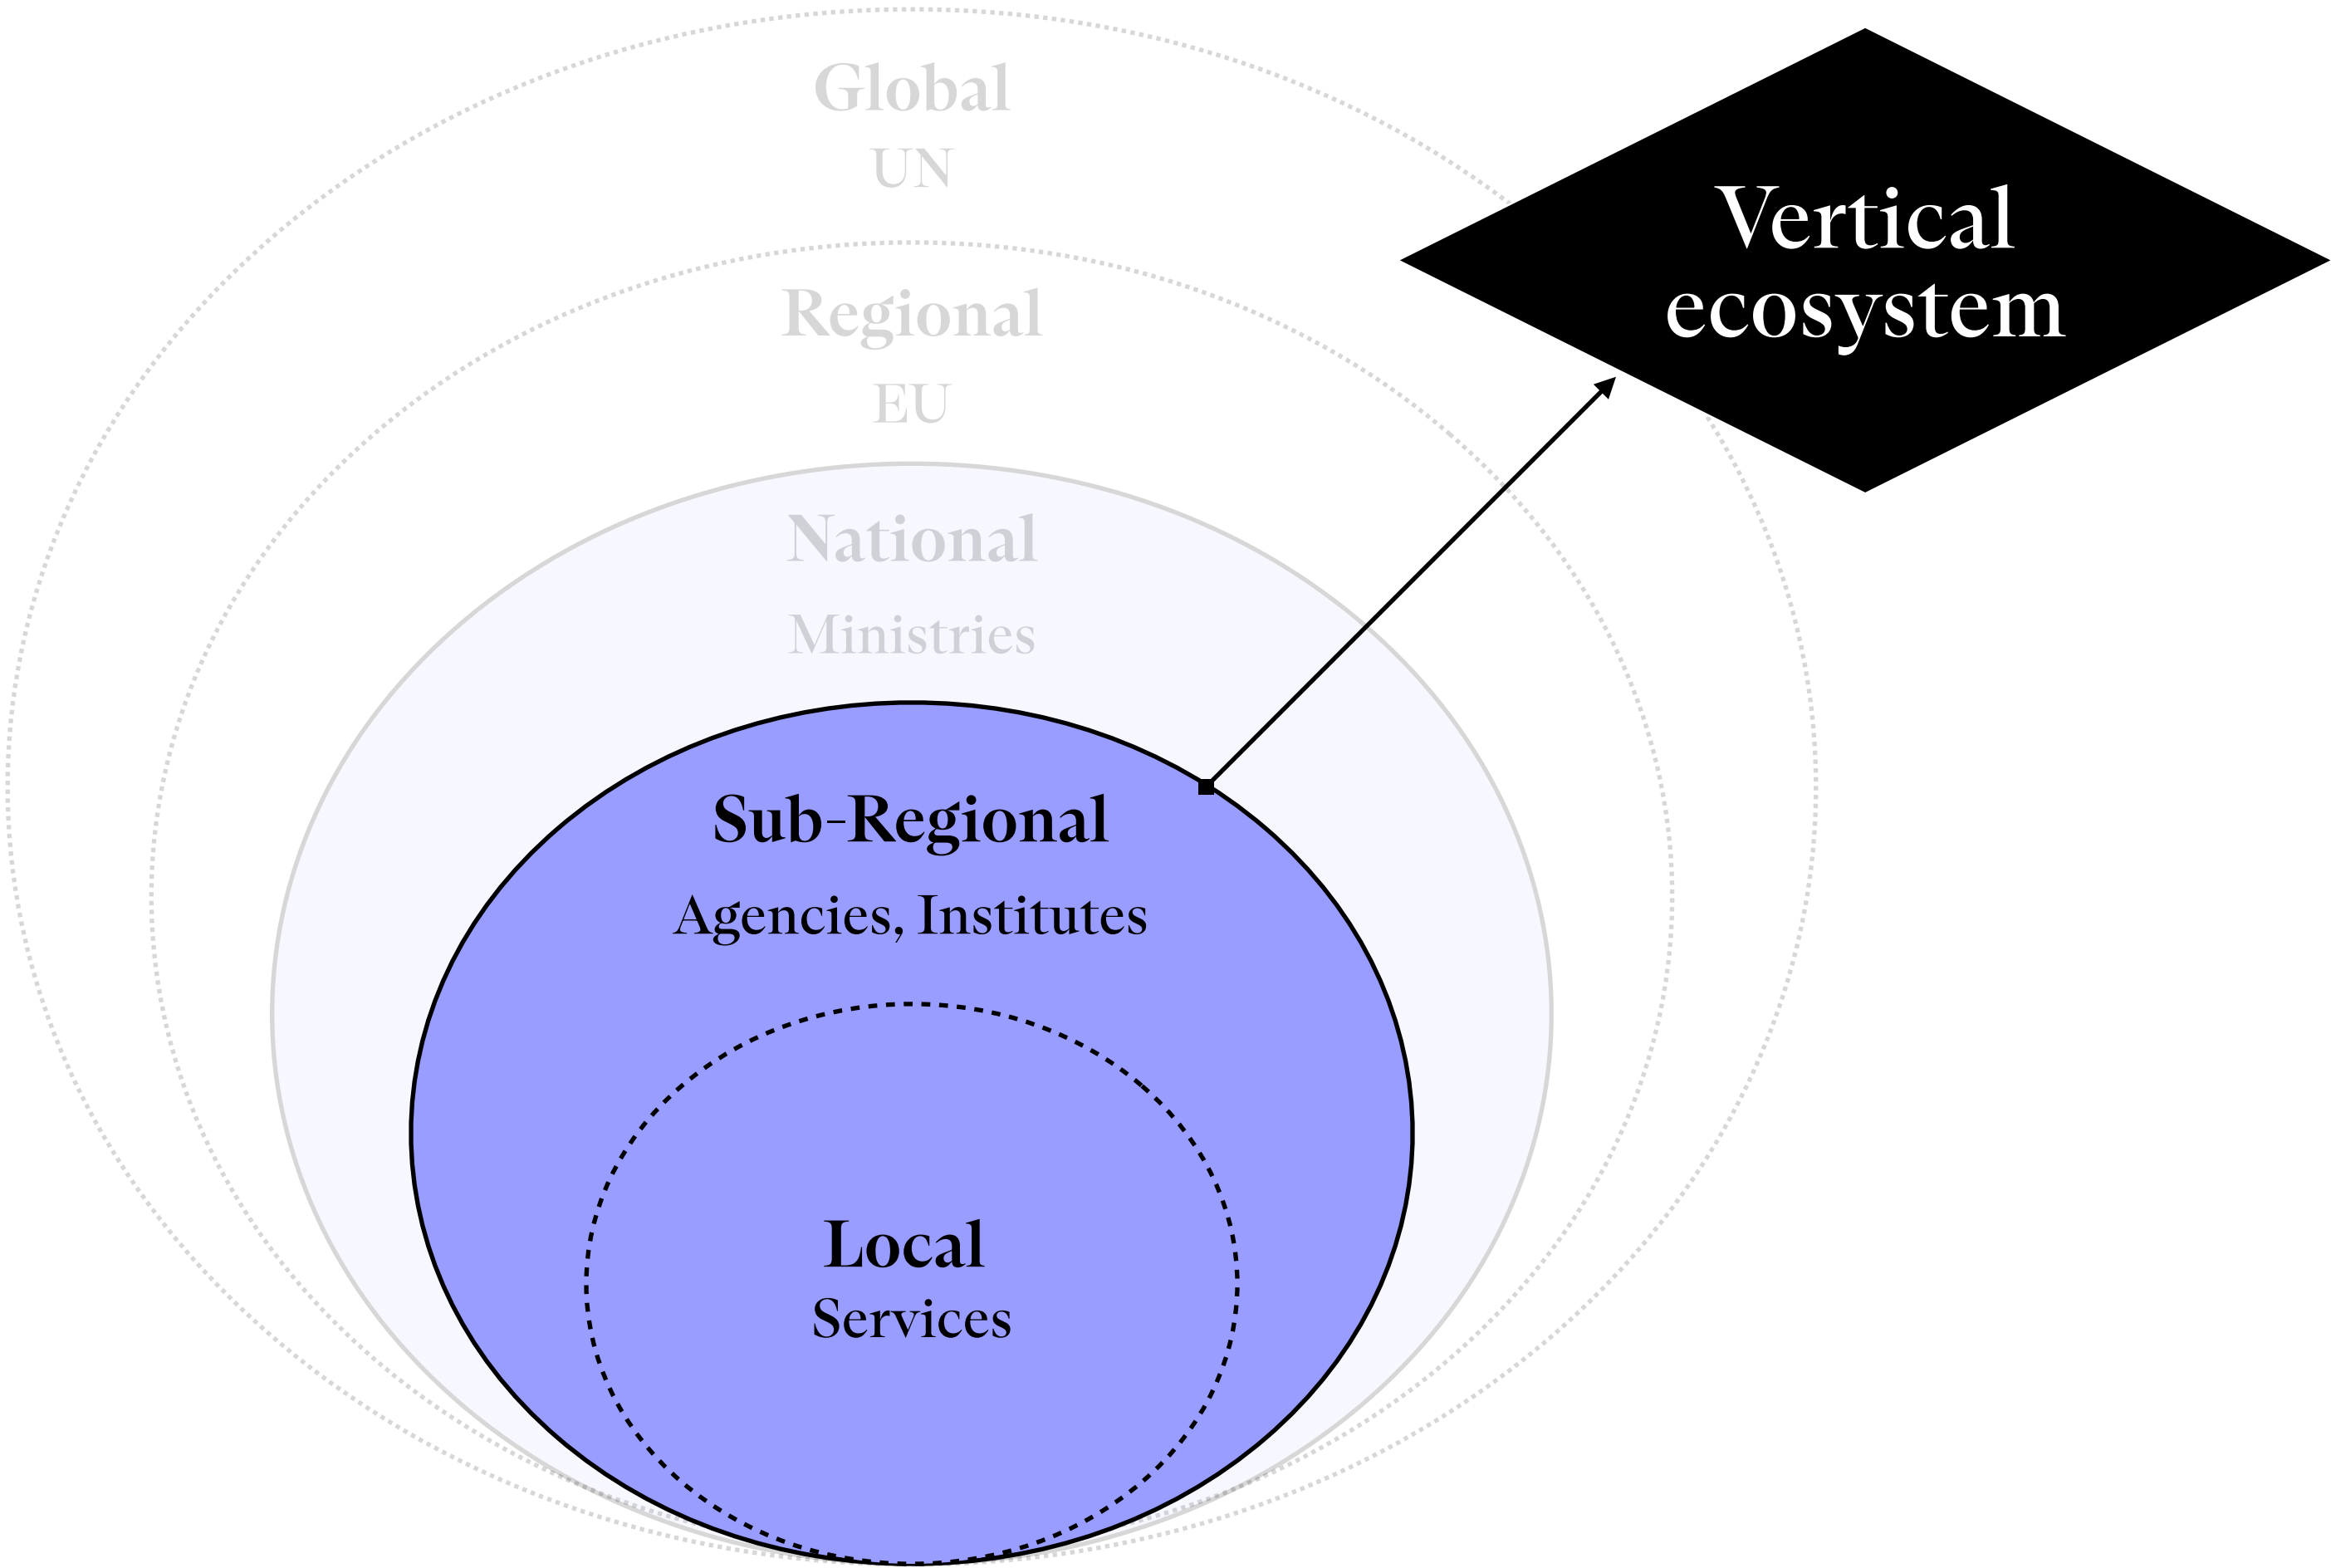 Global
UN
Regional
EU
National
Ministries
Sub-Regional
Agencies, Institutes
Local
Services
Vertical
ecosystem